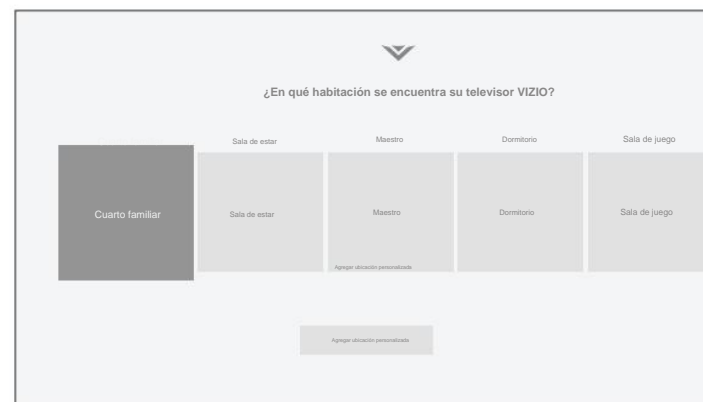 ¿En qué habitación se encuentra su televisor VIZIO?
Sala de estar
Maestro
Dormitorio
Sala de juego
Cuarto familiar
Sala de estar
Maestro
Dormitorio
Sala de juego
Agregar ubicación personalizada
Agregar ubicación personalizada